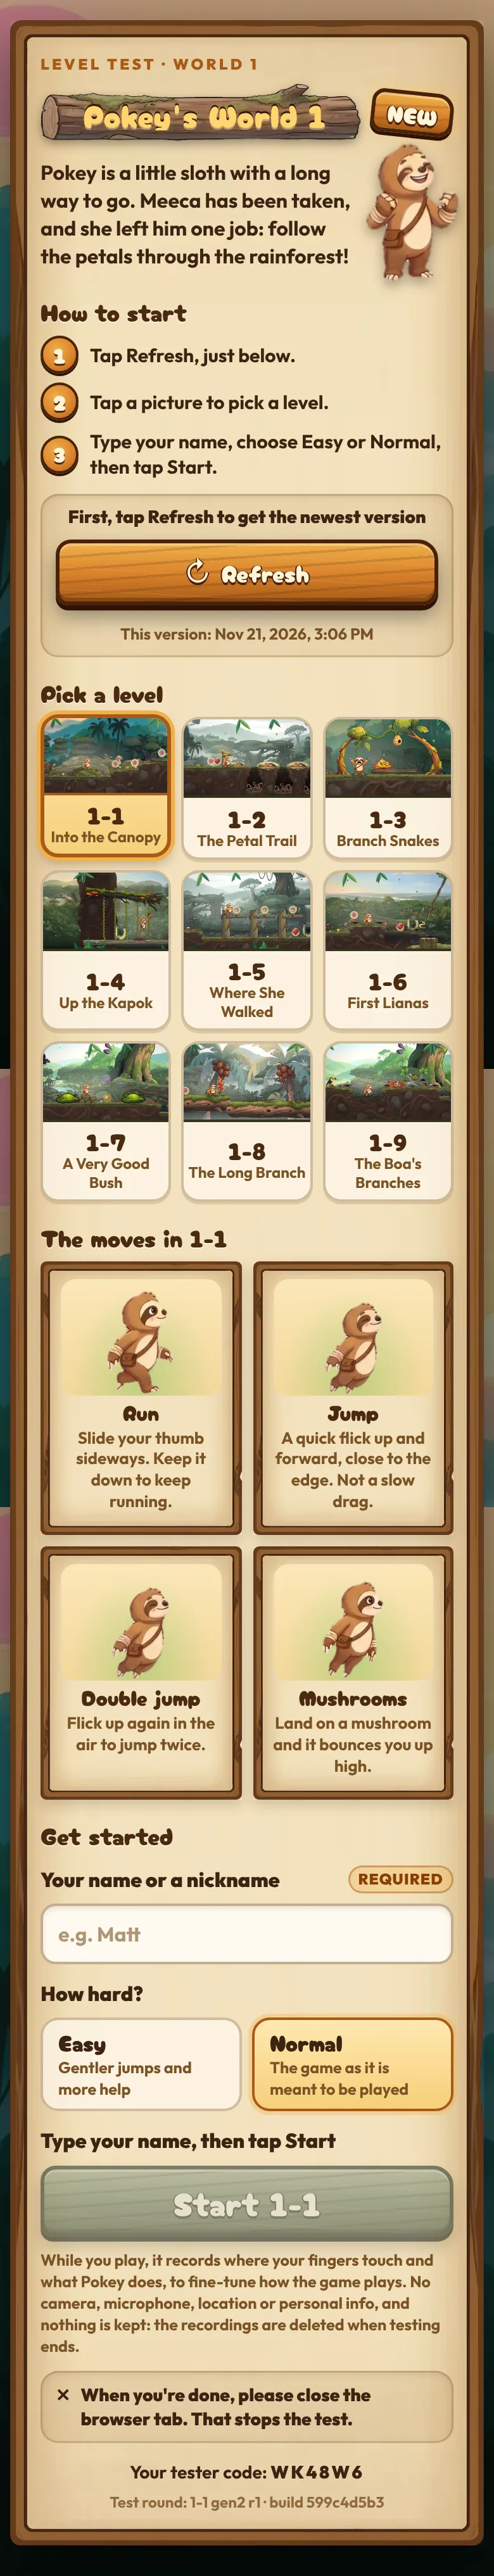 LEVEL TEST · WORLD 1
Pokey's World 1
NEW
Pokey is a little sloth with a long
way to go. Meeca has been taken,
and she left him one job: follow
the petals through the rainforest!
How to start
1 Tap Refresh, just below.
2 Tap a picture to pick a level.
3 Type your name, choose Easy or Normal,
then tap Start.
First, tap Refresh to get the newest version
Refresh
This version: Nov 21, 2026, 3:06 PM
Pick a level
1-1
Into the Canopy
1-2
The Petal Trail
1-3
Branch Snakes
1-4
Up the Kapok
1-5
Where She
Walked
1-6
First Lianas
1-7
A Very Good
Bush
1-8
The Long Branch
1-9
The Boa's
Branches
The moves in 1-1
Run
Slide your thumb
sideways. Keep it
down to keep
running.
Jump
A quick flick up and
forward, close to the
edge. Not a slow
drag.
Double jump
Flick up again in the
air to jump twice.
Mushrooms
Land on a mushroom
and it bounces you up
high.
Get started
Your name or a nickname
REQUIRED
e.g. Matt
How hard?
Easy
Gentler jumps and
more help
Normal
The game as it is
meant to be played
Type your name, then tap Start
Start 1-1
While you play, it records where your fingers touch and
what Pokey does, to fine-tune how the game plays. No
camera, microphone, location or personal info, and
nothing is kept: the recordings are deleted when testing
ends.
✕ When you're done, please close the
browser tab. That stops the test.
Your tester code: WK48W6
Test round: 1-1 gen2 r1 · build 599c4d5b3